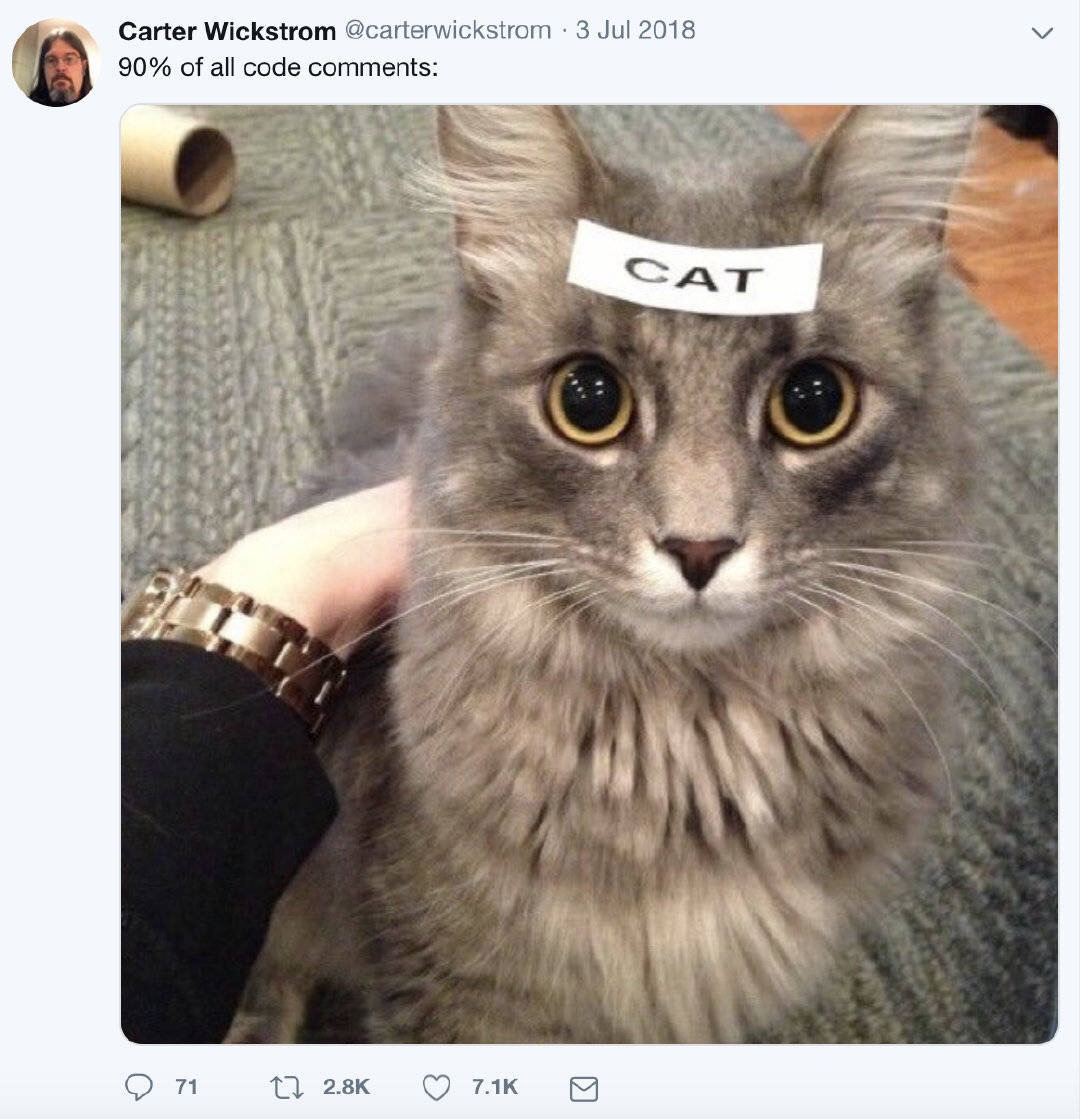 Carter Wickstrom @carterwickstrom · 3 Jul 2018
90% of all code comments:
CAT
71 2.8K 7.1K